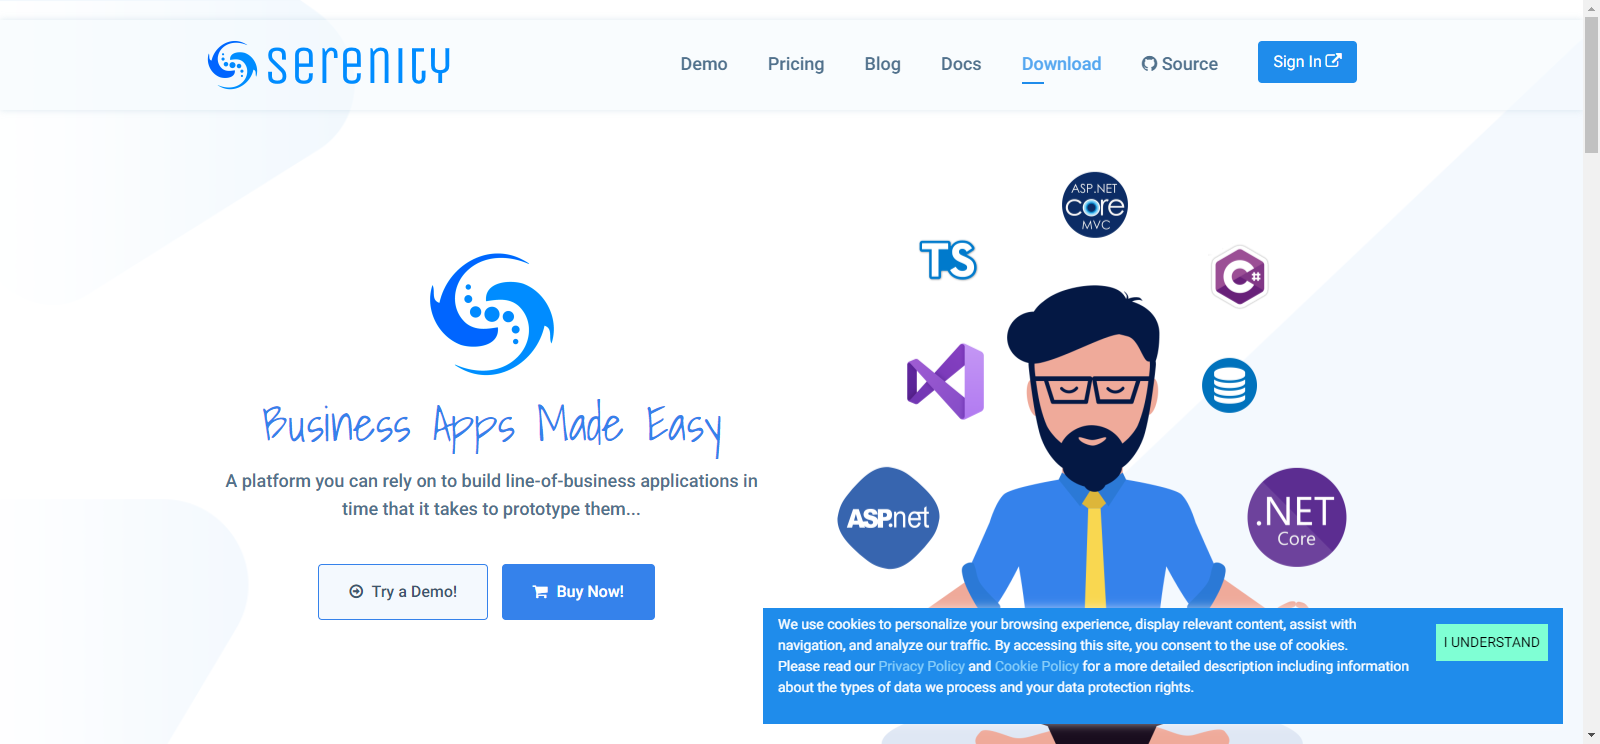 serenity
Demo
Pricing
Blog
Docs
Download
Source
Sign In
ASP.NET
core
MVC
TS
C#
Business Apps Made Easy
A platform you can rely on to build line-of-business applications in
time that it takes to prototype them...
ASP.net
.NET
Core
Try a Demo!
Buy Now!
We use cookies to personalize your browsing experience, display relevant content, assist with
navigation, and analyze our traffic. By accessing this site, you consent to the use of cookies.
Please read our Privacy Policy and Cookie Policy for a more detailed description including information
about the types of data we process and your data protection rights.
I UNDERSTAND